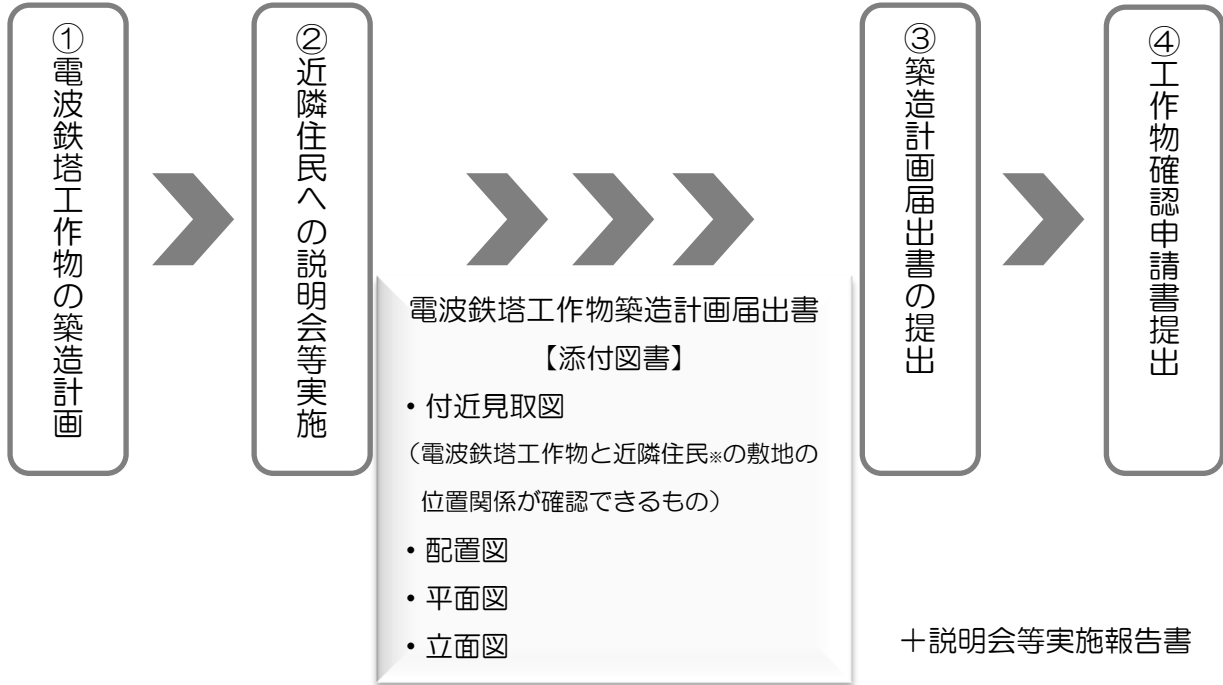 ①電波鉄塔工作物の築造計画
②近隣住民への説明会等実施
電波鉄塔工作物築造計画届出書
【添付図書】
・付近見取図
（電波鉄塔工作物と近隣住民※の敷地の
位置関係が確認できるもの）
・配置図
・平面図
・立面図
③築造計画届出書の提出
④工作物確認申請書提出
＋説明会等実施報告書